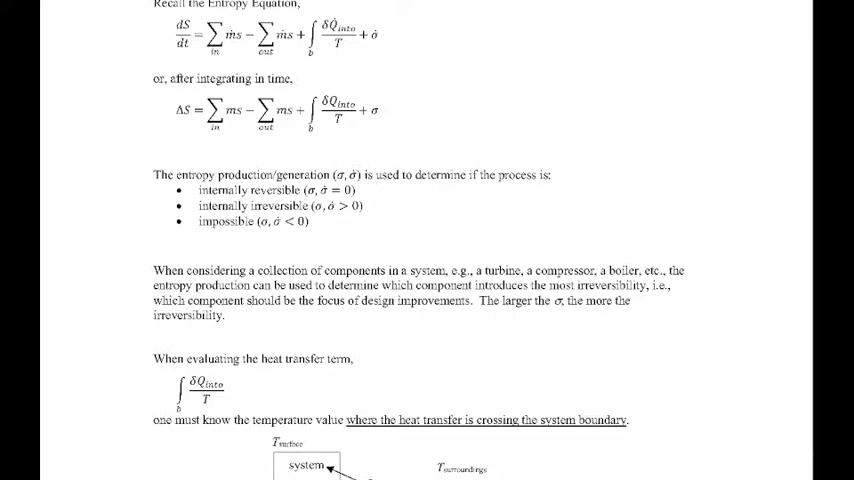 Recall the Entropy Equation,
dS/dt = ∑_in ṁs − ∑_out ṁs + ∫_b δQ̇_into/T + σ̇
or, after integrating in time,
ΔS = ∑_in ms − ∑_out ms + ∫_b δQ_into/T + σ
The entropy production/generation (σ, σ̇) is used to determine if the process is:
• internally reversible (σ, σ̇ = 0)
• internally irreversible (σ, σ̇ > 0)
• impossible (σ, σ̇ < 0)
When considering a collection of components in a system, e.g., a turbine, a compressor, a boiler, etc., the
entropy production can be used to determine which component introduces the most irreversibility, i.e.,
which component should be the focus of design improvements. The larger the σ, the more the
irreversibility.
When evaluating the heat transfer term,
∫_b δQ_into/T
one must know the temperature value where the heat transfer is crossing the system boundary.
T_surface
system
T_surroundings